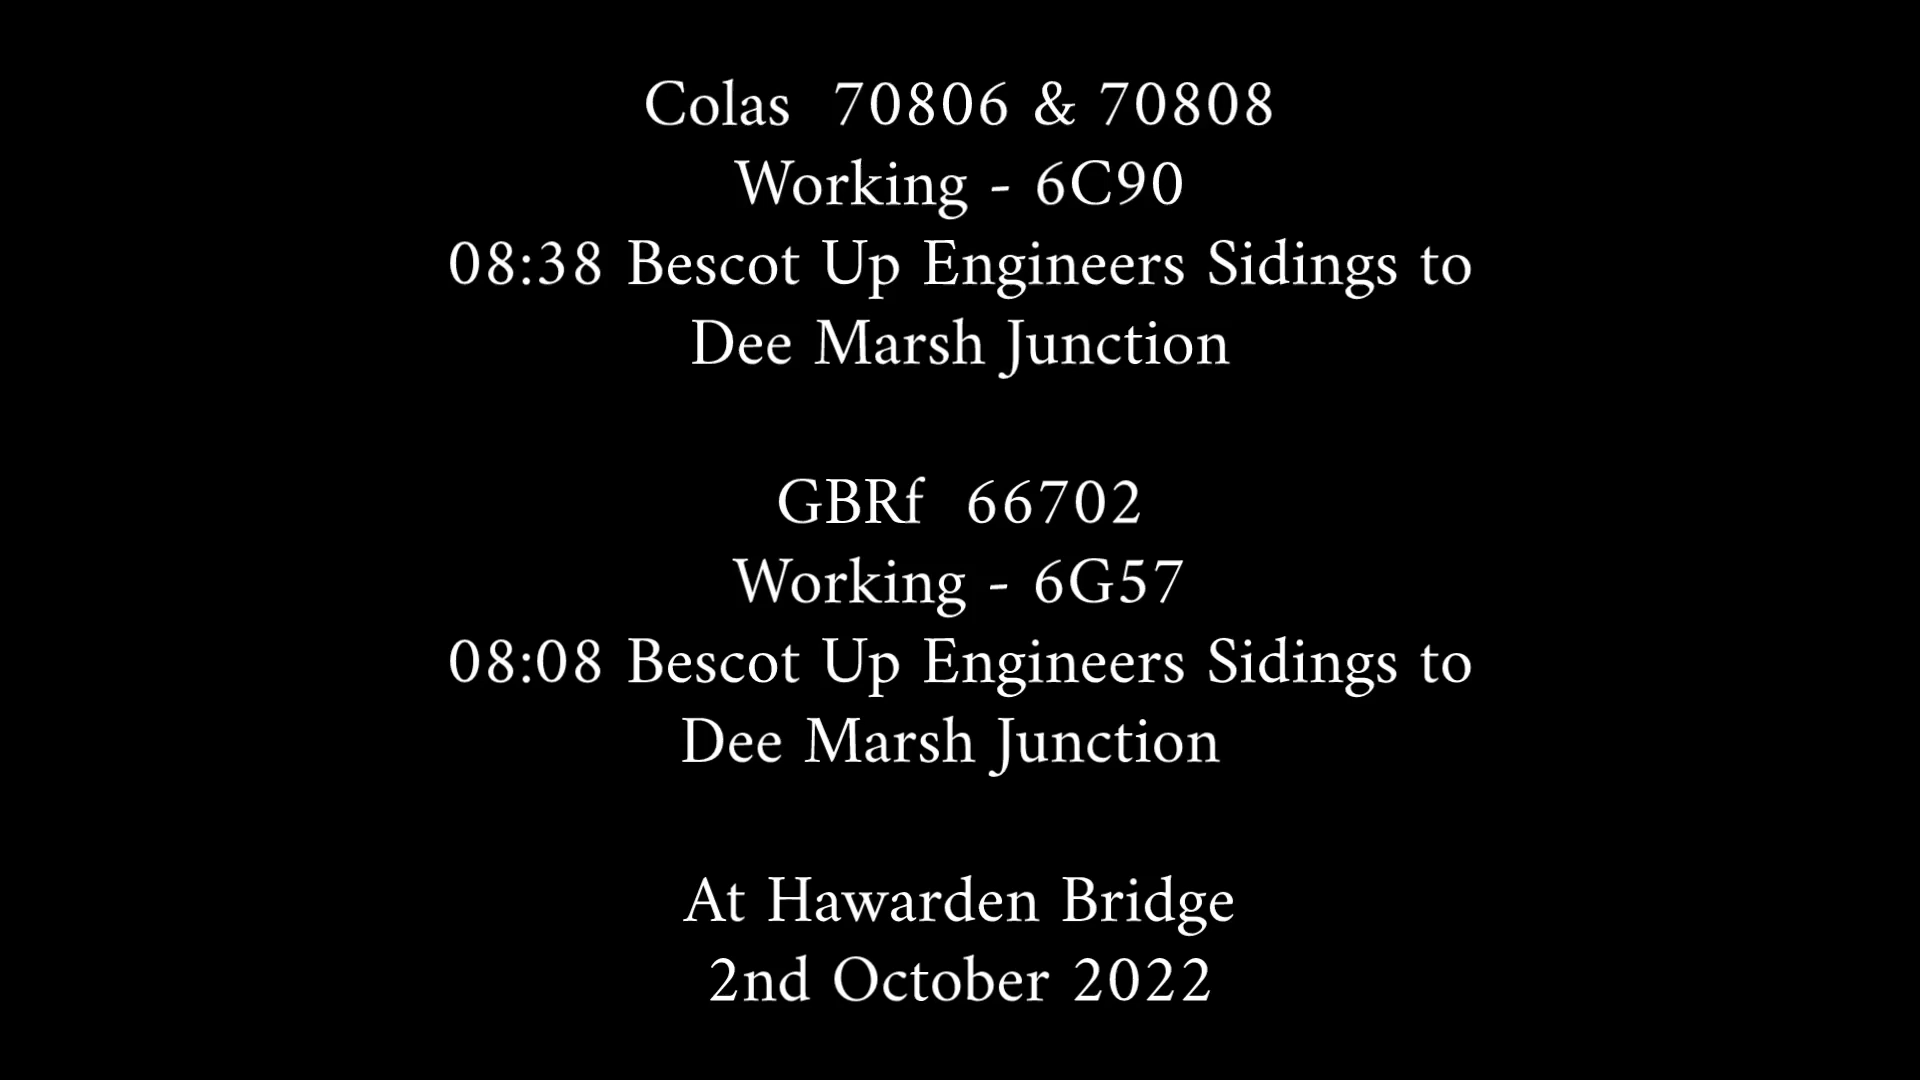 Colas  70806 & 70808
Working - 6C90
08:38 Bescot Up Engineers Sidings to
Dee Marsh Junction
GBRf  66702
Working - 6G57
08:08 Bescot Up Engineers Sidings to
Dee Marsh Junction
At Hawarden Bridge
2nd October 2022